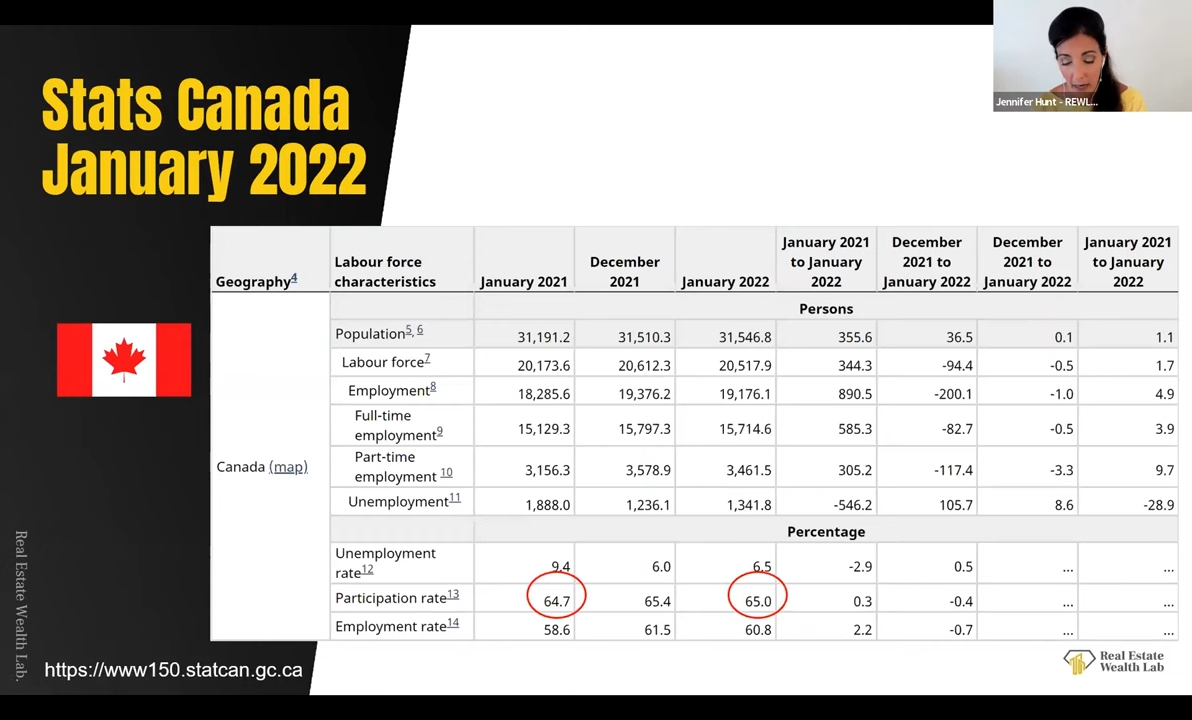 Jennifer Hunt - REWL...
Stats Canada
January 2022
Geography4
Labour force
characteristics
January 2021
December
2021
January 2022
January 2021
to January
2022
December
2021 to
January 2022
December
2021 to
January 2022
January 2021
to January
2022
Persons
Canada (map)
Population5, 6 31,191.2 31,510.3 31,546.8 355.6 36.5 0.1 1.1
Labour force7 20,173.6 20,612.3 20,517.9 344.3 -94.4 -0.5 1.7
Employment8 18,285.6 19,376.2 19,176.1 890.5 -200.1 -1.0 4.9
Full-time
employment9 15,129.3 15,797.3 15,714.6 585.3 -82.7 -0.5 3.9
Part-time
employment 10 3,156.3 3,578.9 3,461.5 305.2 -117.4 -3.3 9.7
Unemployment11 1,888.0 1,236.1 1,341.8 -546.2 105.7 8.6 -28.9
Percentage
Unemployment
rate12 9.4 6.0 6.5 -2.9 0.5 ... ...
Participation rate13 64.7 65.4 65.0 0.3 -0.4 ... ...
Employment rate14 58.6 61.5 60.8 2.2 -0.7 ... ...
Real Estate Wealth Lab.
https://www150.statcan.gc.ca
Real Estate
Wealth Lab